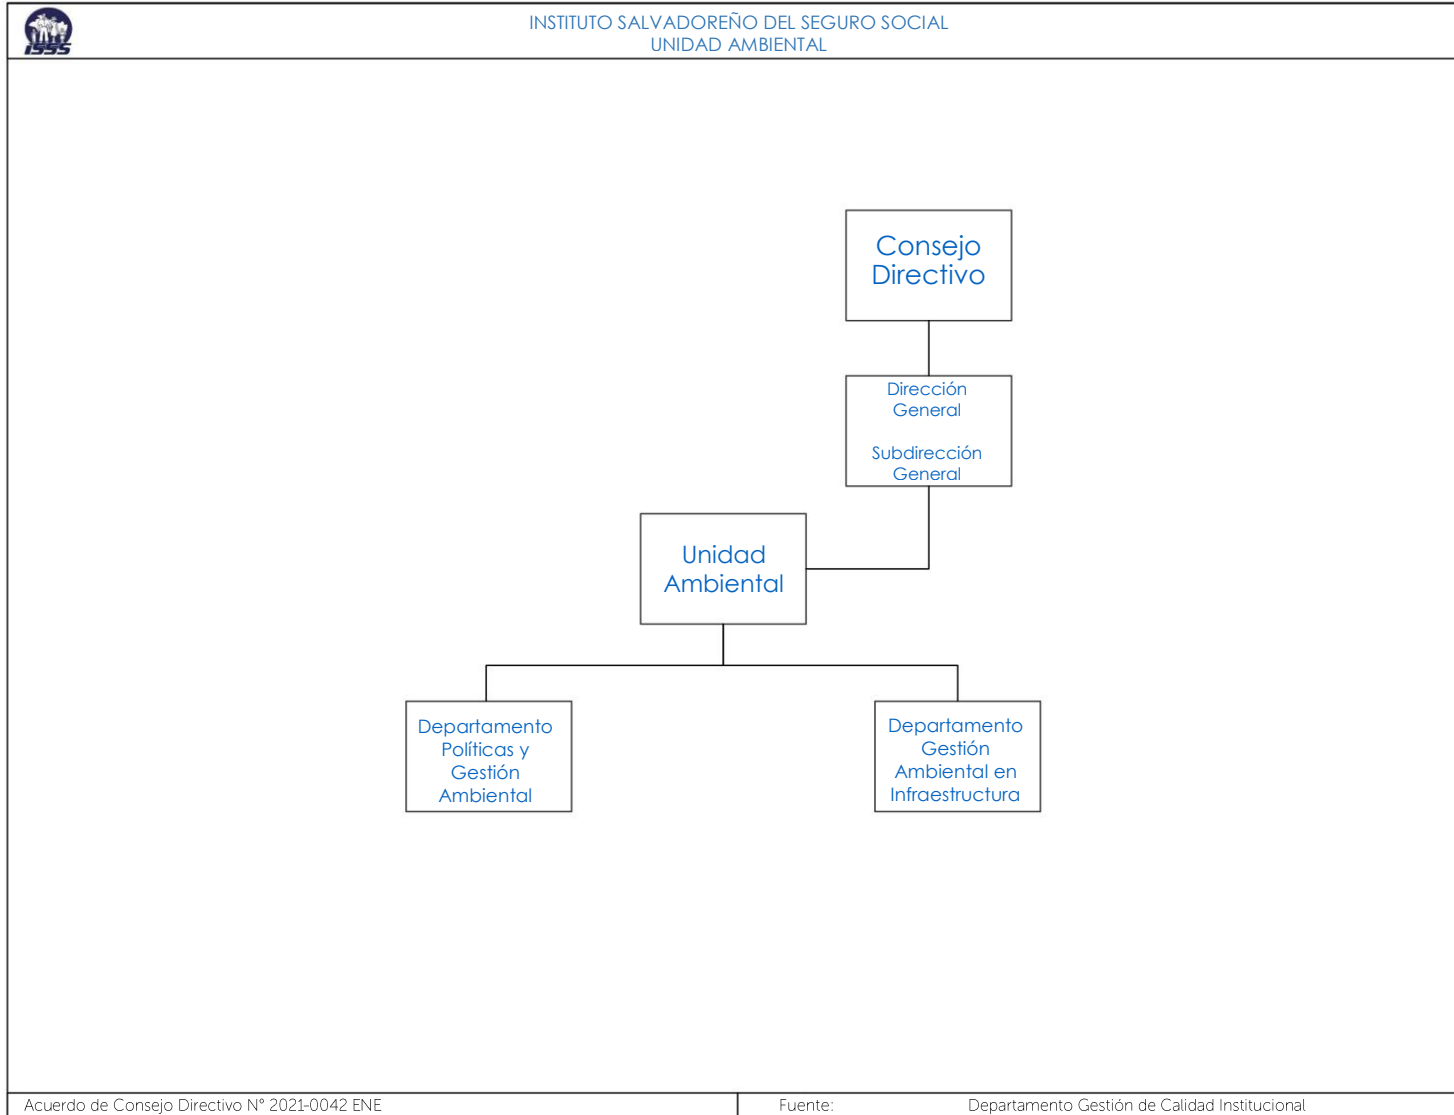 ISSS
INSTITUTO SALVADOREÑO DEL SEGURO SOCIAL
UNIDAD AMBIENTAL
Consejo
Directivo
Dirección
General
Subdirección
General
Unidad
Ambiental
Departamento
Políticas y
Gestión
Ambiental
Departamento
Gestión
Ambiental en
Infraestructura
Acuerdo de Consejo Directivo N° 2021-0042 ENE
Fuente: Departamento Gestión de Calidad Institucional